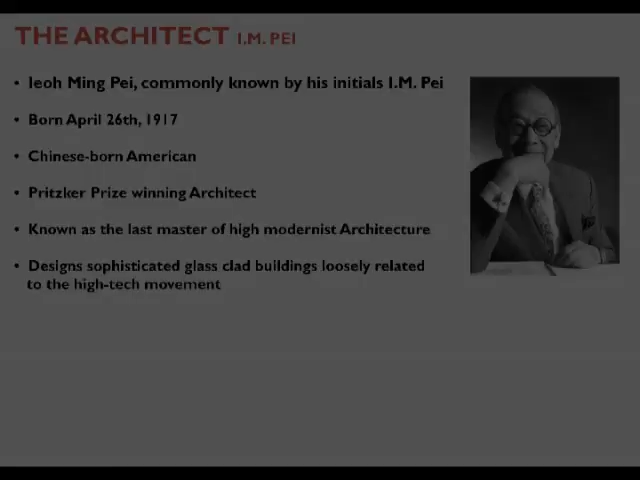 THE ARCHITECT I.M. PEI
• Ieoh Ming Pei, commonly known by his initials I.M. Pei
• Born April 26th, 1917
• Chinese-born American
• Pritzker Prize winning Architect
• Known as the last master of high modernist Architecture
• Designs sophisticated glass clad buildings loosely related
to the high-tech movement